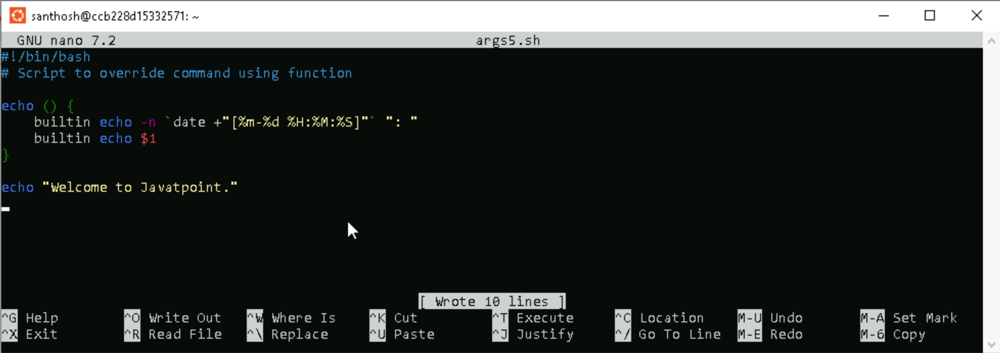 santhosh@ccb228d15332571: ~
GNU nano 7.2 args5.sh
#!/bin/bash
# Script to override command using function
echo () {
    builtin echo -n `date +"[%m-%d %H:%M:%S]"` ": "
    builtin echo $1
}
echo "Welcome to Javatpoint."
[ Wrote 10 lines ]
^G Help ^O Write Out ^W Where Is ^K Cut ^T Execute ^C Location M-U Undo M-A Set Mark
^X Exit ^R Read File ^\ Replace ^U Paste ^J Justify ^/ Go To Line M-E Redo M-6 Copy